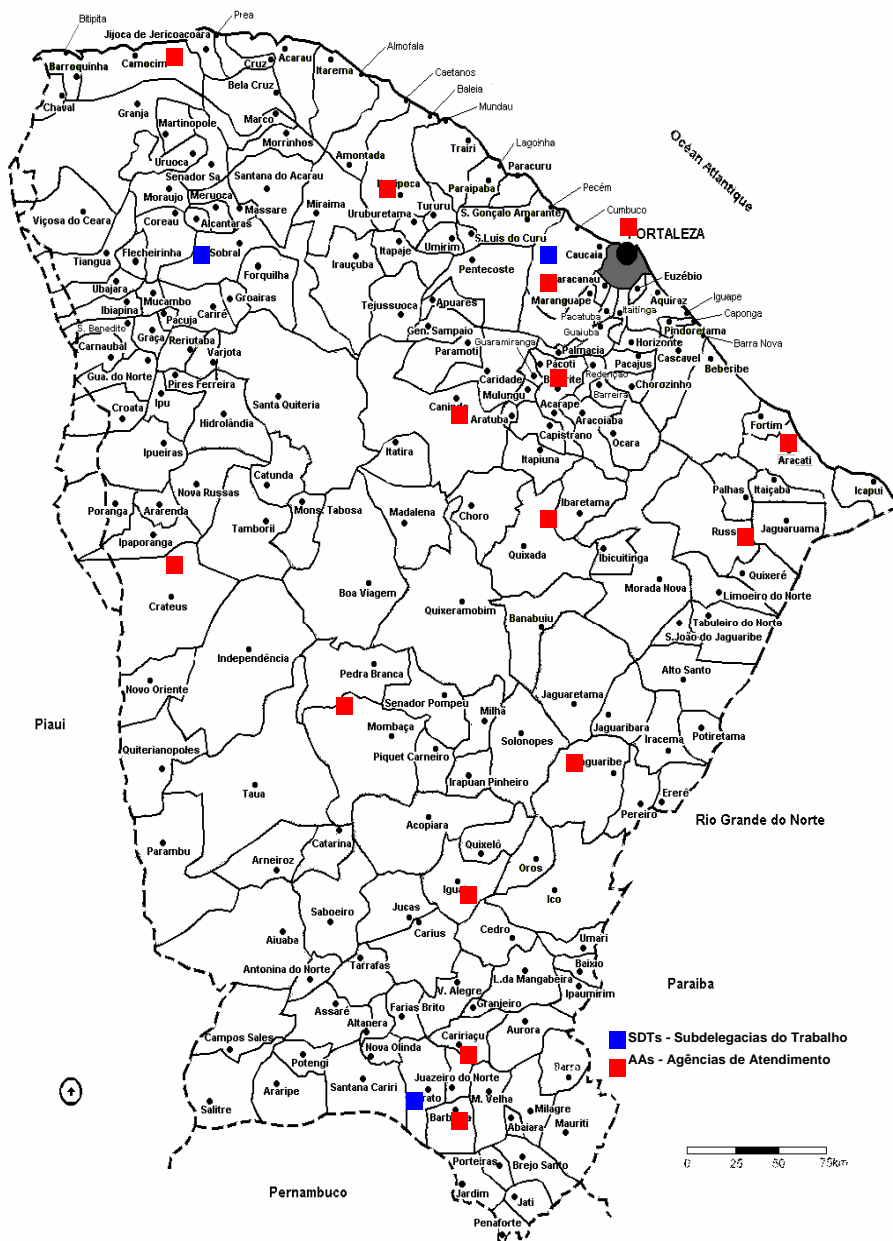 Bitipita
Prea
Jijoca de Jericoacoara
Acarau
Almofala
Barroquinha
Camocim
Cruz
Itarema
Caetanos
Bela Cruz
Baleia
Chaval
Granja
Mundau
Marco
Martinopole
Morrinhos
Trairi
Lagoinha
Océan Atlantique
Uruoca
Amontada
Paracuru
Senador Sa
Santana do Acarau
Paraipaba
Moraujo
Meruoca
Miraima
Tururu
Pecém
Viçosa do Ceara
Massare
Uruburetama
S. Gonçalo Amarante
Coreau
Alcantaras
Cumbuco
FORTALEZA
Itapaje
Umirim
S.Luis do Curu
Caucaia
Tiangua
Flecheirinha
Sobral
Irauçuba
Pentecoste
Forquilha
Euzébio
Ubajara
Mucambo
Groairas
Tejussuoca
Apuares
Maranguape
Aquiraz
Iguape
Ibiapina
Cariré
Pacatuba
Itaitinga
Caponga
Pacuja
S. Benedito
Graça
Gen. Sampaio
Guaiuba
Pindoretama
Carnaubal
Reriutaba
Paramoti
Guaramiranga
Horizonte
Barra Nova
Varjota
Palmacia
Pacajus
Cascavel
Gua. do Norte
Pacoti
Redenção
Beberibe
Pires Ferreira
Caridade
Mulungu
Barreira
Chorozinho
Ipu
Santa Quiteria
Croata
Hidrolândia
Aratuba
Acarape
Aracoiaba
Fortim
Capistrano
Ocara
Ipueiras
Itatira
Itapiuna
Aracati
Catunda
Nova Russas
Itaiçaba
Icapui
Poranga
Ararenda
Mons. Tabosa
Madalena
Choro
Ibaretama
Palhas
Tamborii
Jaguaruama
Ipaporanga
Quixada
Ibicuitinga
Quixeré
Crateus
Boa Viagem
Quixeramobim
Morada Nova
Limoeiro do Norte
Banabuiu
Tabuleiro do Norte
S.João do Jaguaribe
Independência
Pedra Branca
Alto Santo
Novo Oriente
Senador Pompeu
Jaguaretama
Milhã
Piaui
Mombaça
Jaguaribara
Potiretama
Quiterianopoles
Piquet Carneiro
Solonopes
Iracema
Irapuan Pinheiro
Taua
Ereré
Pereiro
Rio Grande do Norte
Acopiara
Parambu
Catarina
Quixelô
Arneiroz
Oros
Ico
Saboeiro
Jucas
Carius
Cedro
Aiuaba
Umari
Tarrafas
Baixio
Antonina do Norte
V. Alegre
L.da Mangabeira
Paraiba
Ipaumirim
Assaré
Farias Brito
Granjeiro
Altanera
Aurora
Campos Sales
Caririaçu
SDTs - Subdelegacias do Trabalho
Nova Olinda
AAs - Agências de Atendimento
Potengi
Barro
Araripe
Santana Cariri
Juazeiro do Norte
M. Velha
Salitre
Milagre
Abaiara
Mauriti
Porteiras
Brejo Santo
0 25 50 75km
Pernambuco
Jardim
Jati
Penaforte